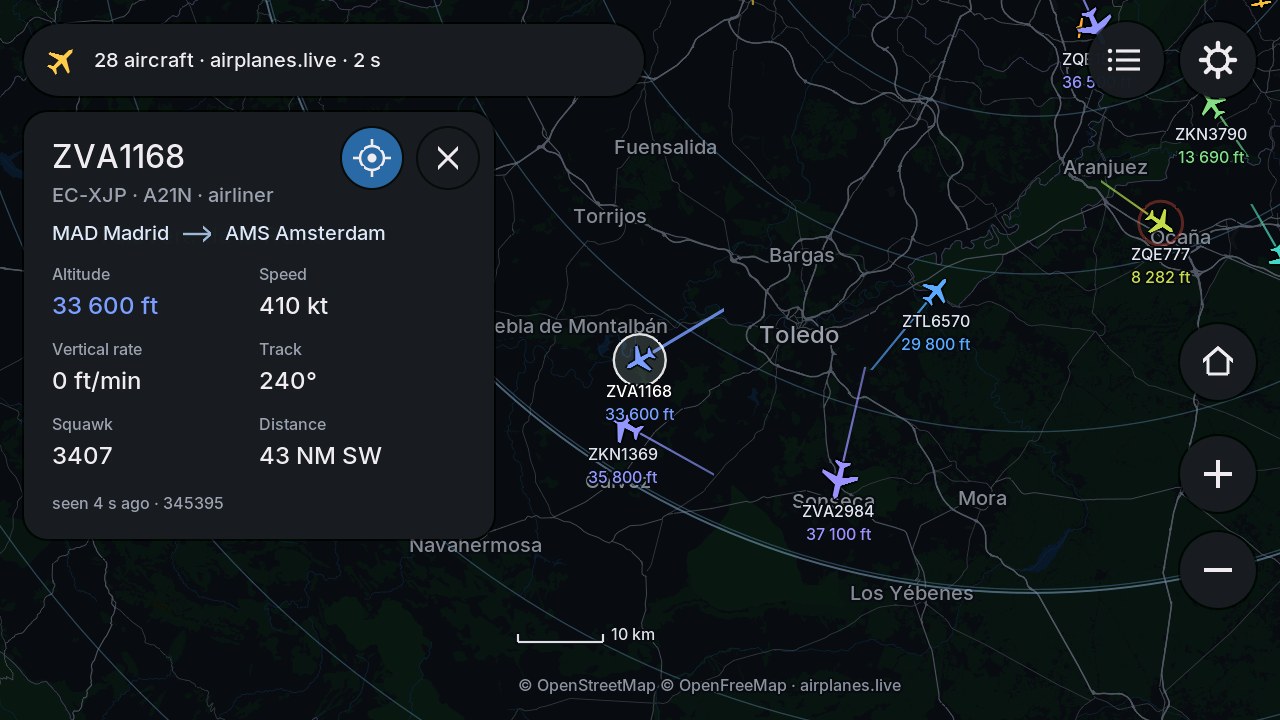 28 aircraft · airplanes.live · 2 s
ZVA1168
EC-XJP · A21N · airliner
MAD Madrid → AMS Amsterdam
Altitude
33 600 ft
Speed
410 kt
Vertical rate
0 ft/min
Track
240°
Squawk
3407
Distance
43 NM SW
seen 4 s ago · 345395
36 5
ZKN3790
13 690 ft
Fuensalida
Aranjuez
Torrijos
Ocaña
ZQE777
8 282 ft
Bargas
ZTL6570
29 800 ft
ebla de Montalbán
Toledo
ZVA1168
33 600 ft
ZKN1369
35 800 ft
Sonseca
ZVA2984
37 100 ft
Mora
Navahermosa
Los Yébenes
10 km
© OpenStreetMap © OpenFreeMap · airplanes.live